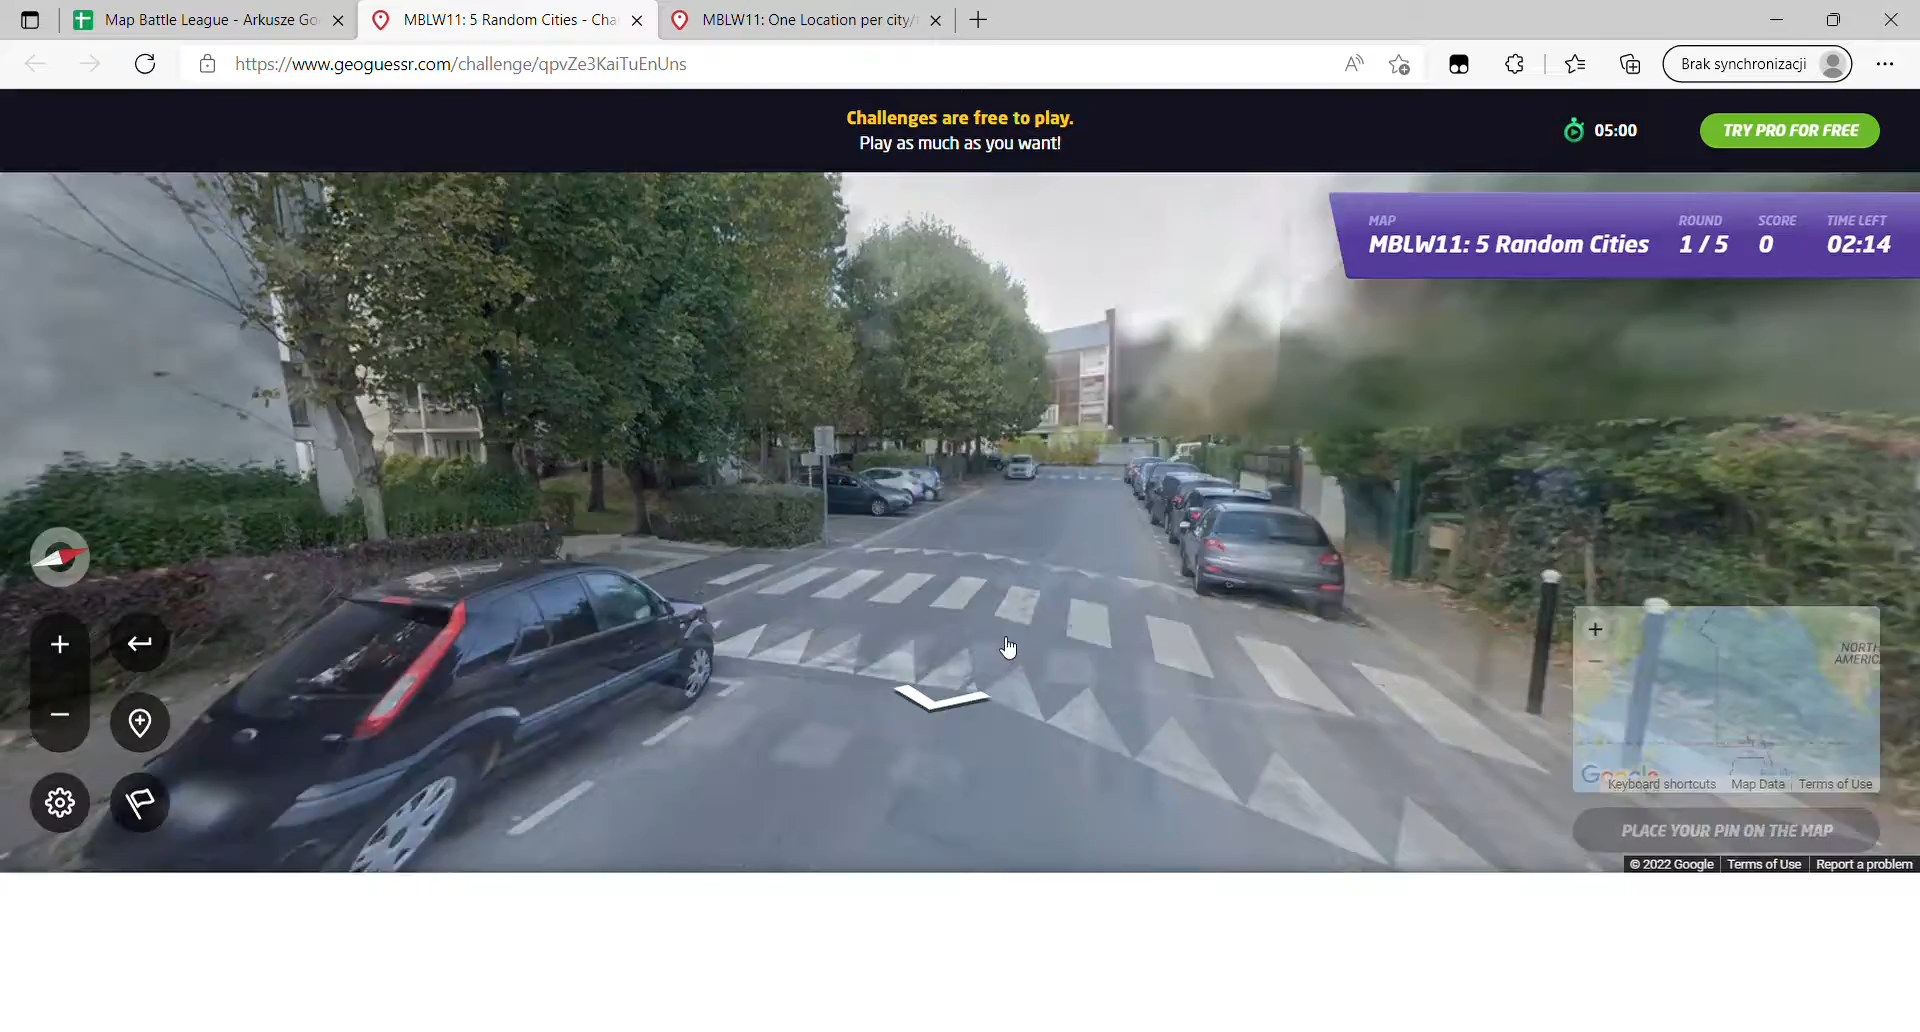 Map Battle League - Arkusze Go
MBLW11: 5 Random Cities - Cha
MBLW11: One Location per city/
https://www.geoguessr.com/challenge/qpvZe3KaiTuEnUns
Brak synchronizacji
Challenges are free to play.
Play as much as you want!
05:00
TRY PRO FOR FREE
MAP
MBLW11: 5 Random Cities
ROUND
1 / 5
SCORE
0
TIME LEFT
02:14
NORTH
AMERIC
Google
Keyboard shortcuts
Map Data
Terms of Use
PLACE YOUR PIN ON THE MAP
© 2022 Google
Terms of Use
Report a problem